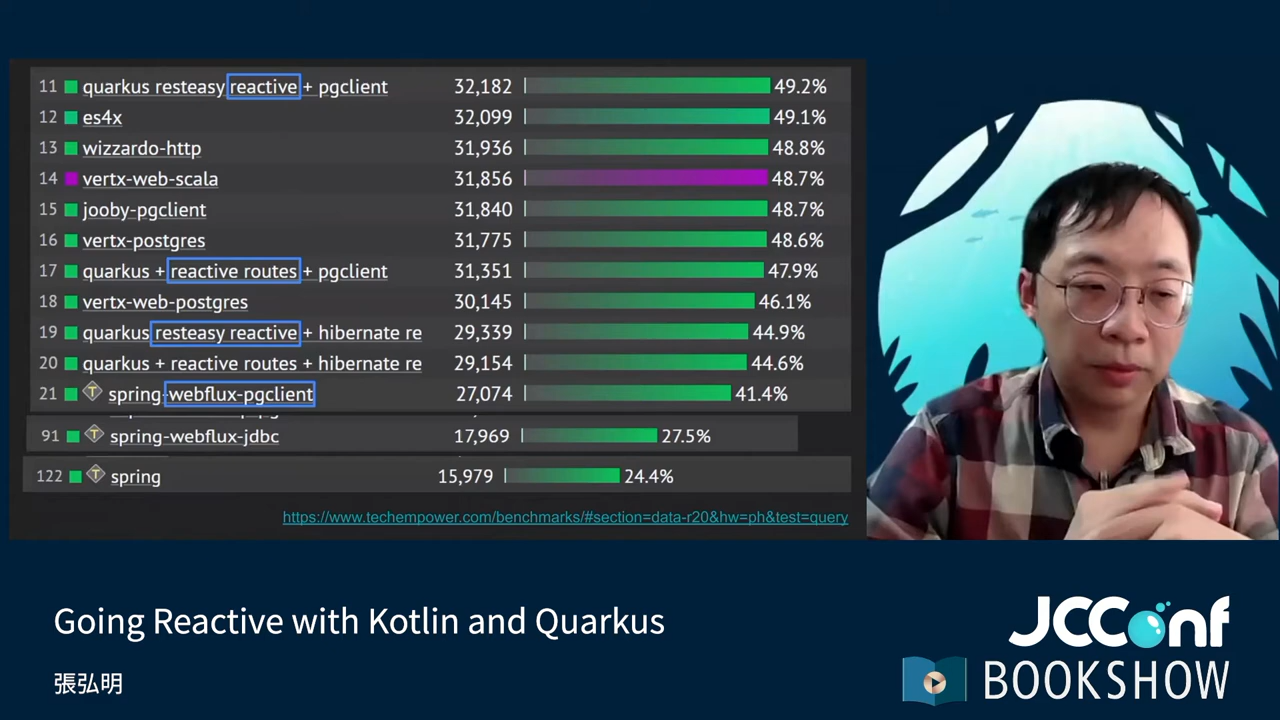 11 quarkus resteasy reactive + pgclient 32,182 49.2%
12 es4x 32,099 49.1%
13 wizzardo-http 31,936 48.8%
14 vertx-web-scala 31,856 48.7%
15 jooby-pgclient 31,840 48.7%
16 vertx-postgres 31,775 48.6%
17 quarkus + reactive routes + pgclient 31,351 47.9%
18 vertx-web-postgres 30,145 46.1%
19 quarkus resteasy reactive + hibernate re 29,339 44.9%
20 quarkus + reactive routes + hibernate re 29,154 44.6%
21 T spring-webflux-pgclient 27,074 41.4%
91 T spring-webflux-jdbc 17,969 27.5%
122 T spring 15,979 24.4%
https://www.techempower.com/benchmarks/#section=data-r20&hw=ph&test=query
Going Reactive with Kotlin and Quarkus
張弘明
JCConf
BOOKSHOW